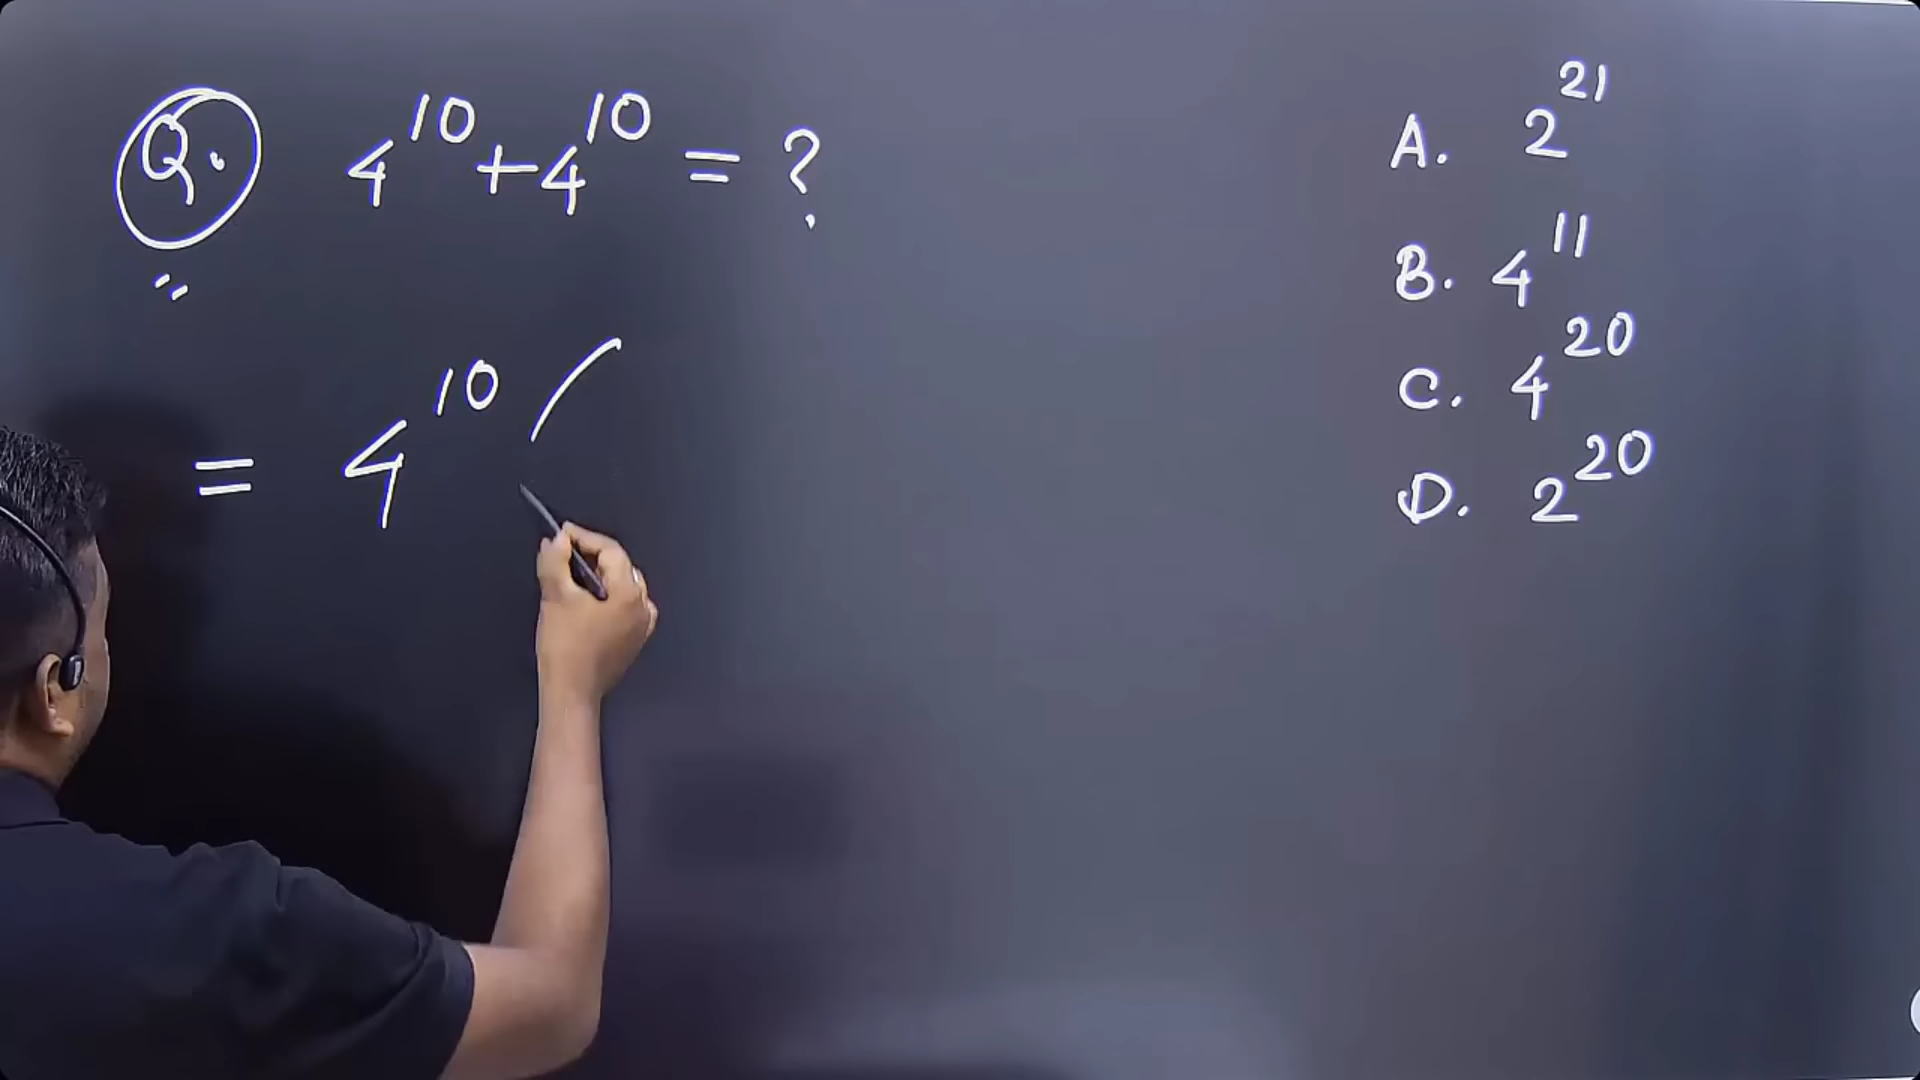 Q. 4^10 + 4^10 = ?
= 4^10 (
A. 2^21
B. 4^11
C. 4^20
D. 2^20